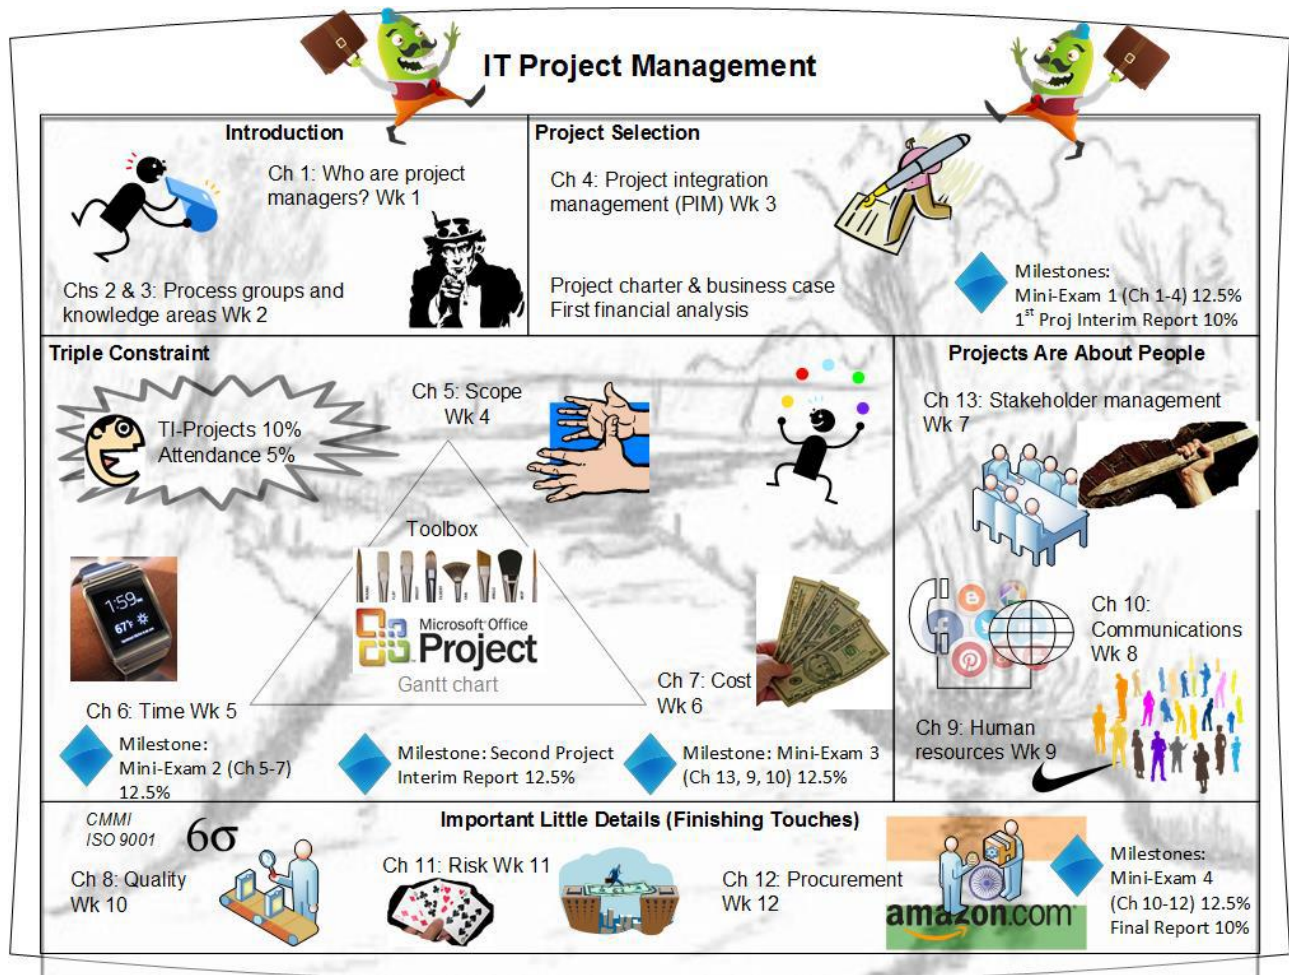 IT Project Management
Introduction
Ch 1: Who are project
managers? Wk 1
Chs 2 & 3: Process groups and
knowledge areas Wk 2
Project Selection
Ch 4: Project integration
management (PIM) Wk 3
Project charter & business case
First financial analysis
Milestones:
Mini-Exam 1 (Ch 1-4) 12.5%
1st Proj Interim Report 10%
Triple Constraint
TI-Projects 10%
Attendance 5%
Ch 5: Scope
Wk 4
Toolbox
Microsoft Office
Project
Gantt chart
1:59
67°F
Ch 6: Time Wk 5
Ch 7: Cost
Wk 6
Milestone:
Mini-Exam 2 (Ch 5-7)
12.5%
Milestone: Second Project
Interim Report 12.5%
Milestone: Mini-Exam 3
(Ch 13, 9, 10) 12.5%
Projects Are About People
Ch 13: Stakeholder management
Wk 7
Ch 10:
Communications
Wk 8
Ch 9: Human
resources Wk 9
Important Little Details (Finishing Touches)
CMMI
ISO 9001
6σ
Ch 8: Quality
Wk 10
Ch 11: Risk Wk 11
Ch 12: Procurement
Wk 12
amazon.com
Milestones:
Mini-Exam 4
(Ch 10-12) 12.5%
Final Report 10%